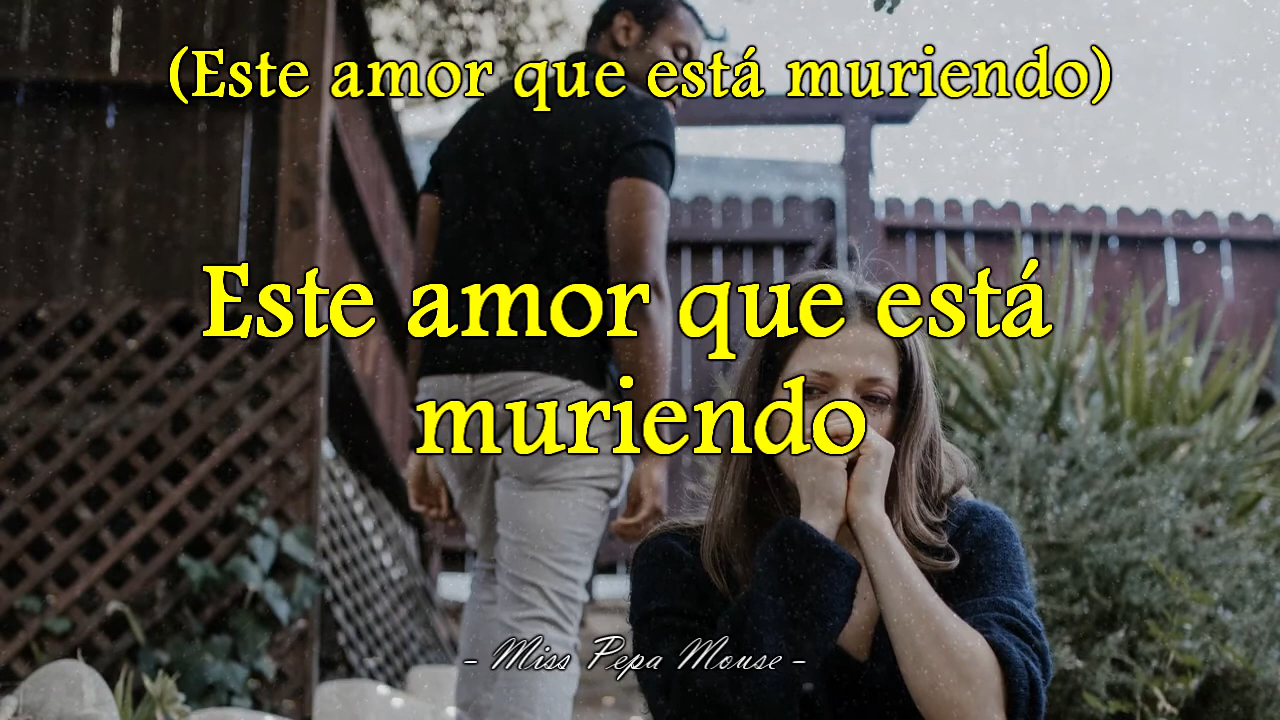 (Este amor que está muriendo)
Este amor que está
muriendo
- Miss Pepa Mouse -